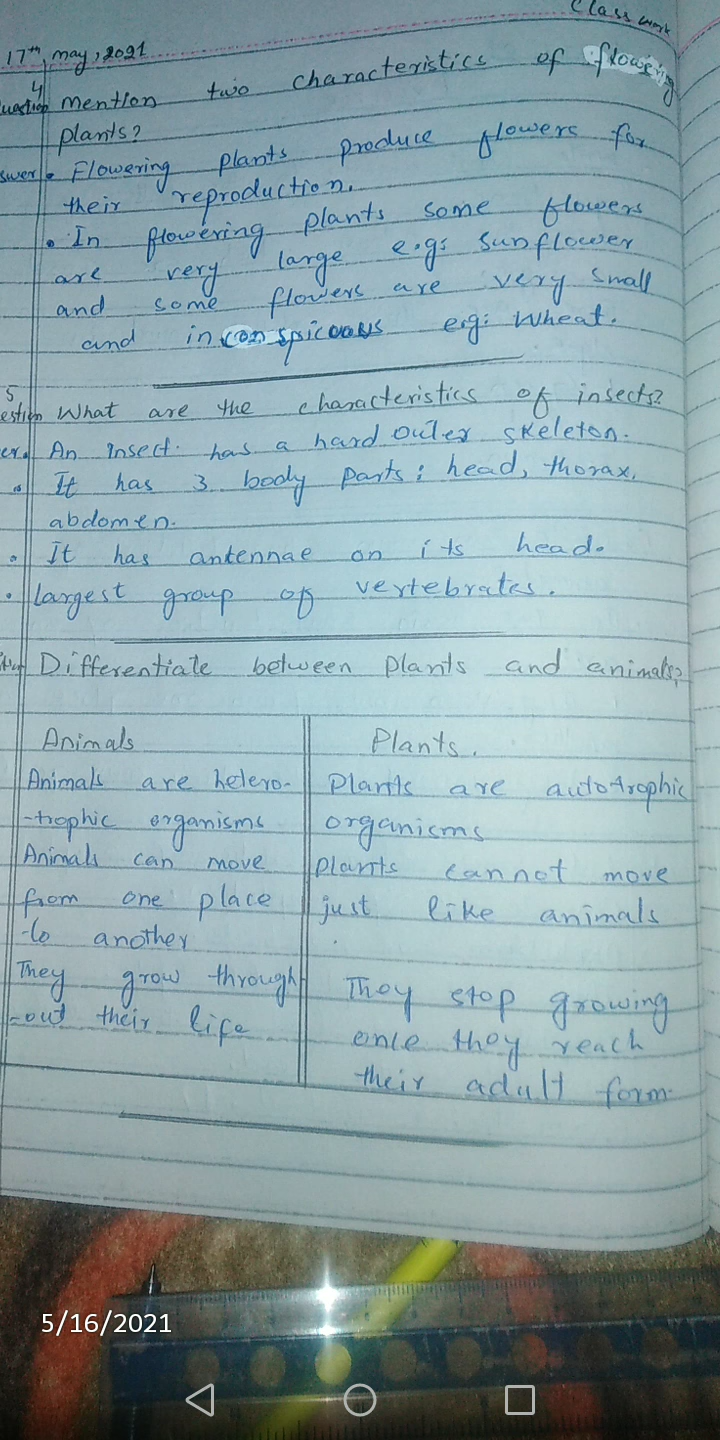 Class work
17th, may, 2021
4
uestion mention two characteristics of flowering
plants?
swer • Flowering plants produce flowers for
their reproduction.
• In flowering plants some flowers
are very large e.g: sunflower
and some flowers are very small
and inconspicouus e.g: Wheat.
5
estion What are the characteristics of insects?
er. An insect has a hard outer skeleton.
• It has 3 body parts: head, thorax,
abdomen.
• It has antennae on its head.
• largest group of vertebrates.
Differentiate between plants and animals?
Animals
Animals are hetero-
-trophic organisms
Animals can move
from one place
to another
They grow through
-out their life
Plants.
Plants are autotrophic
organisms
plants cannot move
just like animals
.
They stop growing
once they reach
their adult form.
5/16/2021